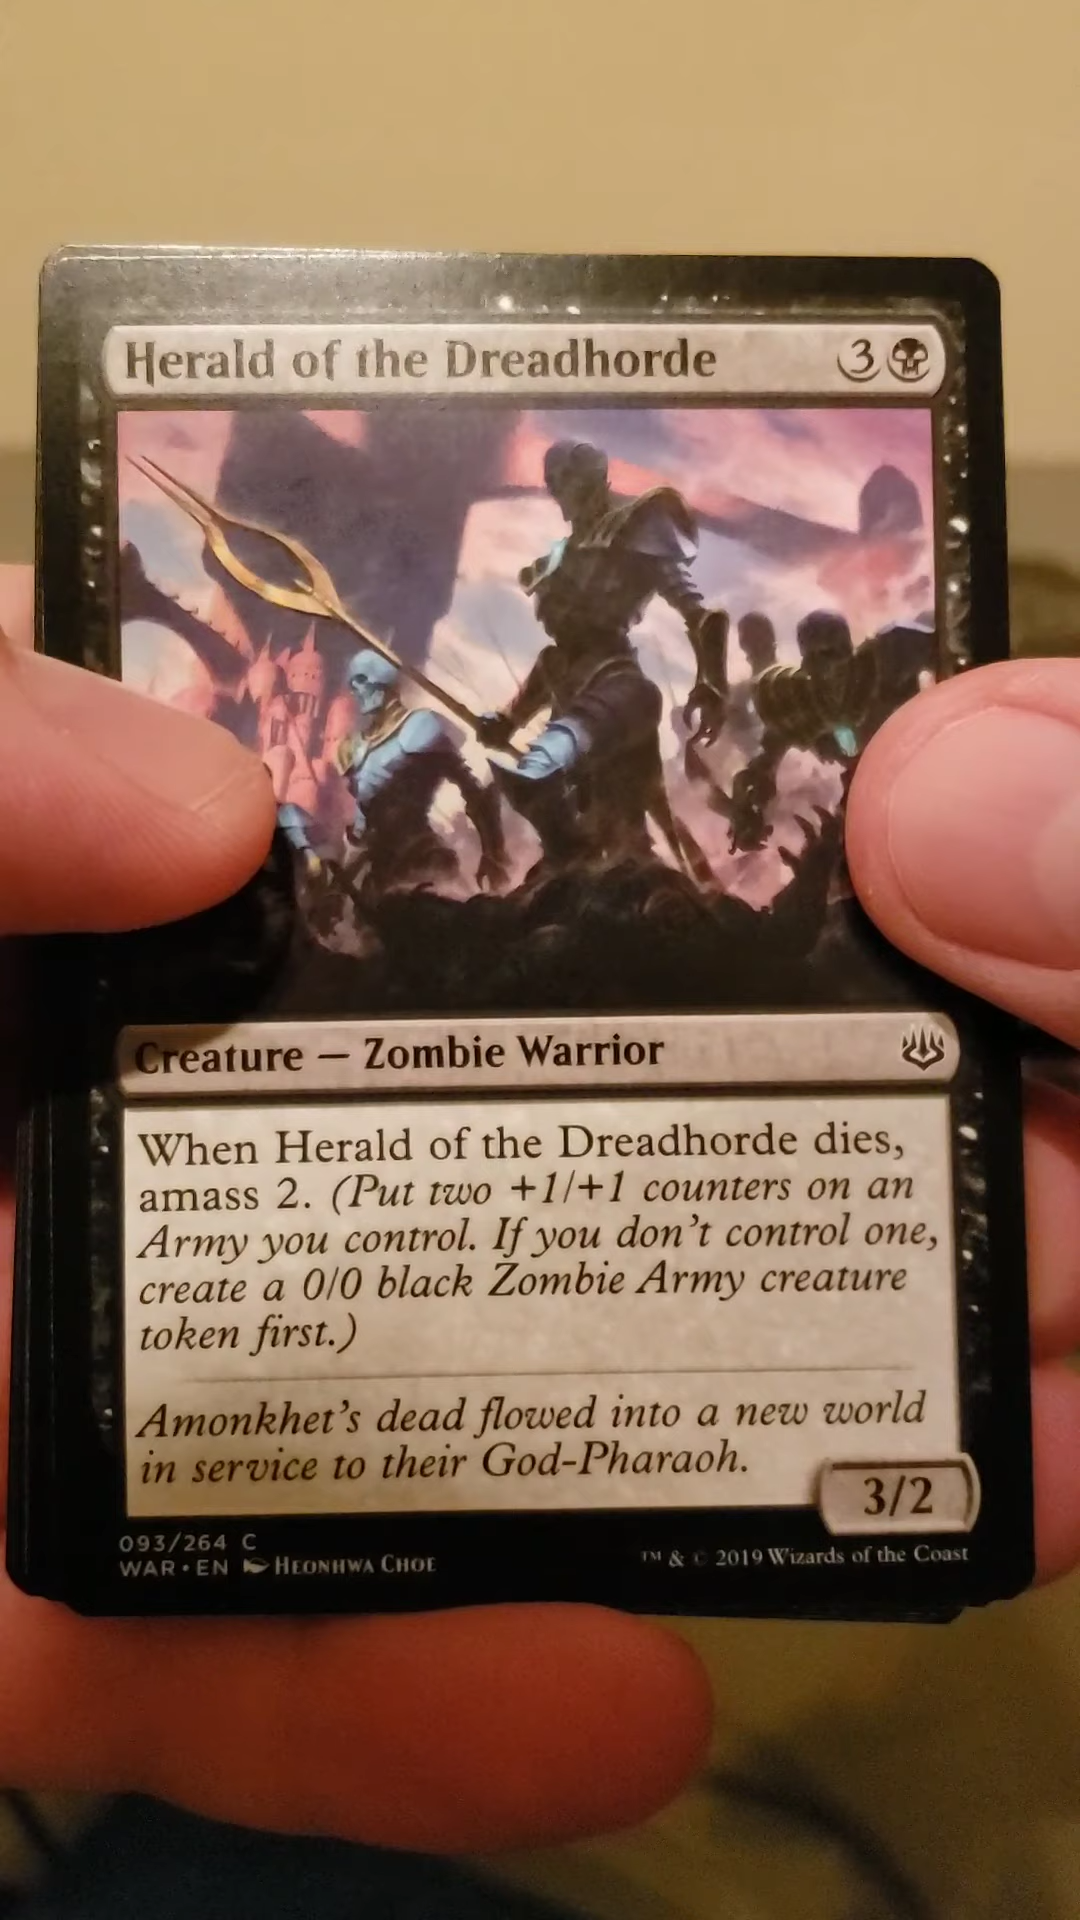 Herald of the Dreadhorde 3
Creature — Zombie Warrior
When Herald of the Dreadhorde dies,
amass 2. (Put two +1/+1 counters on an
Army you control. If you don't control one,
create a 0/0 black Zombie Army creature
token first.)
Amonkhet's dead flowed into a new world
in service to their God-Pharaoh.
3/2
093/264 C
WAR • EN HEONHWA CHOE
™ & © 2019 Wizards of the Coast